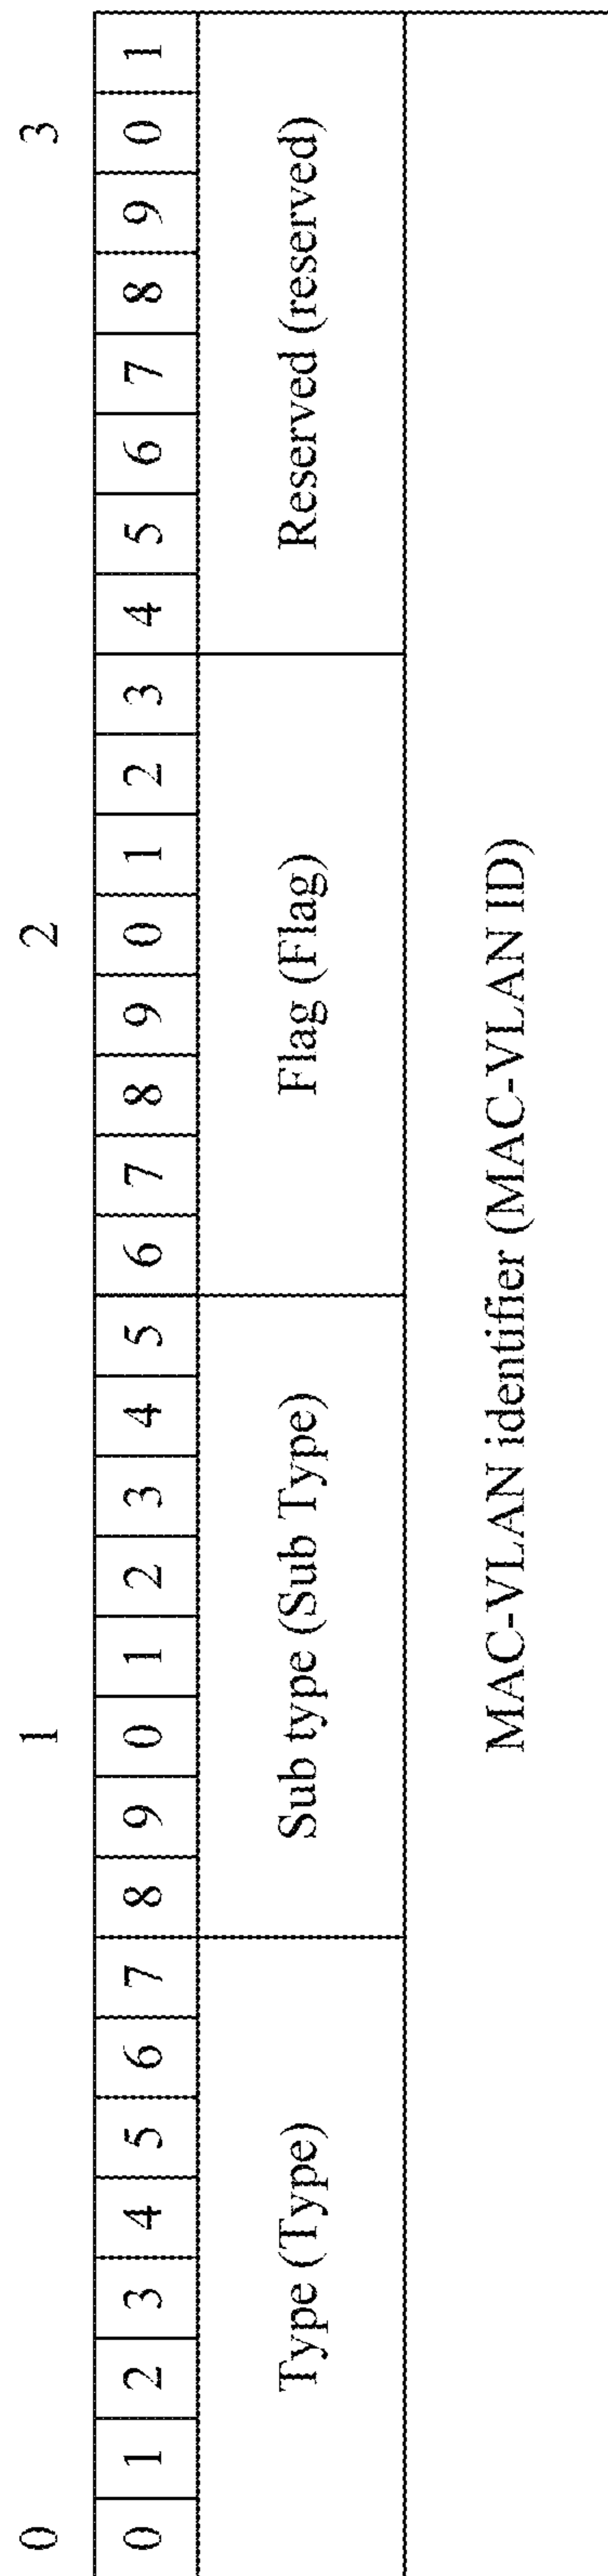 0 1 2 3
0 1 2 3 4 5 6 7 8 9 0 1 2 3 4 5 6 7 8 9 0 1 2 3 4 5 6 7 8 9 0 1
Type (Type) Sub type (Sub Type) Flag (Flag) Reserved (reserved)
MAC-VLAN identifier (MAC-VLAN ID)